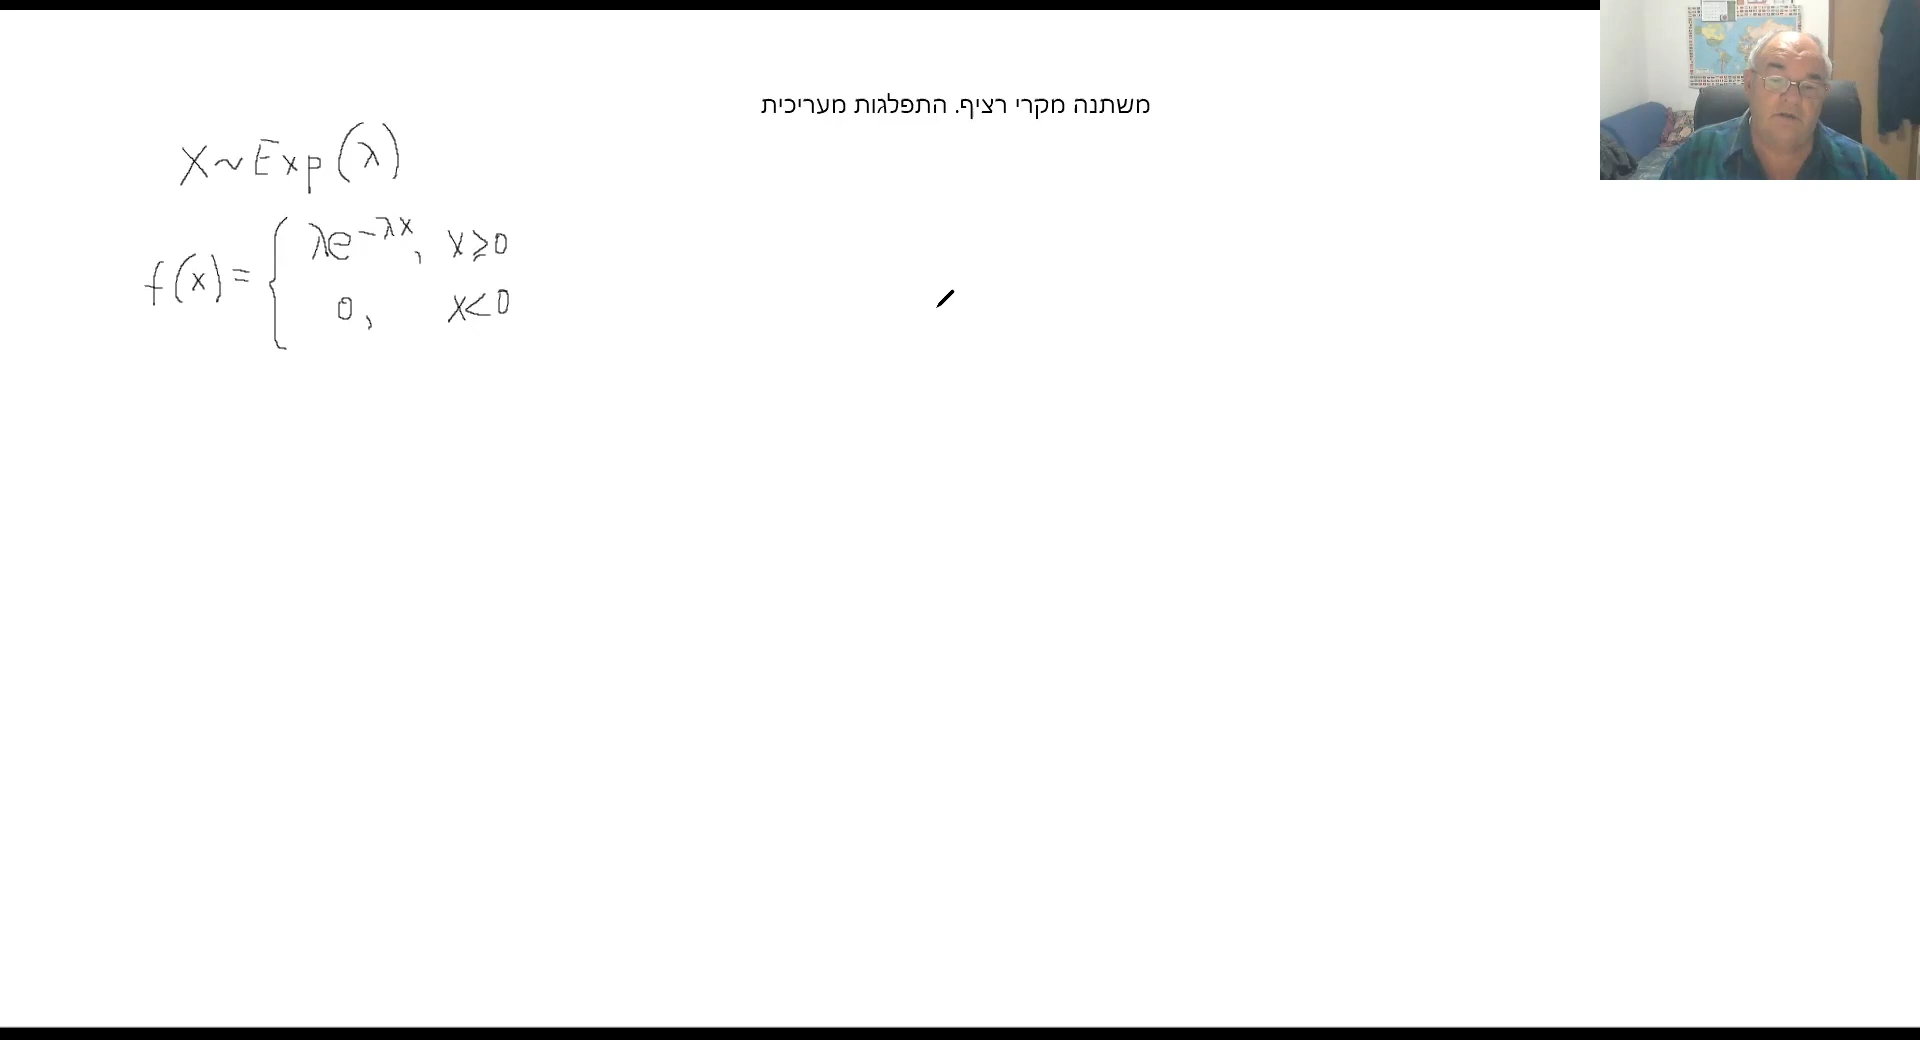 משתנה מקרי רציף. התפלגות מעריכית
X~Exp(λ)
f(x)={ λe^{-λx}, x⩾0
0, x<0